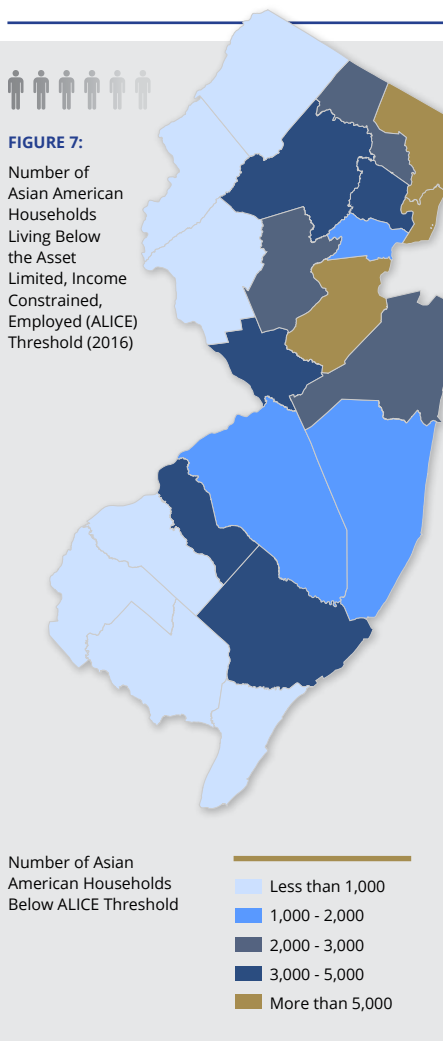 FIGURE 7:
Number of
Asian American
Households
Living Below
the Asset
Limited, Income
Constrained,
Employed (ALICE)
Threshold (2016)
Number of Asian
American Households
Below ALICE Threshold
Less than 1,000
1,000 - 2,000
2,000 - 3,000
3,000 - 5,000
More than 5,000